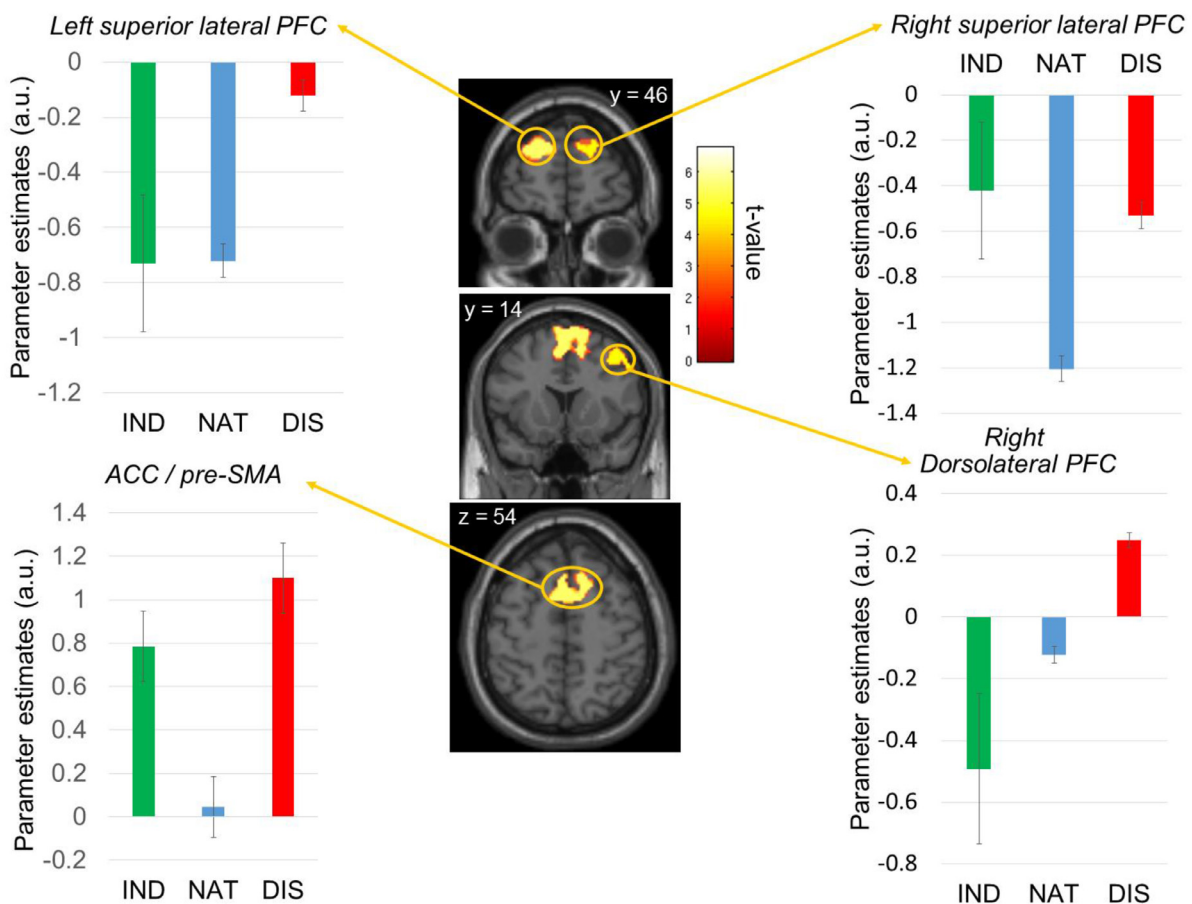 Left superior lateral PFC
Parameter estimates (a.u.)
0
-0.2
-0.4
-0.6
-0.8
-1
-1.2
IND NAT DIS
y = 46
y = 14
z = 54
6
5
4
3
2
1
0
t-value
Right superior lateral PFC
IND NAT DIS
Parameter estimates (a.u.)
0
-0.2
-0.4
-0.6
-0.8
-1
-1.2
-1.4
ACC / pre-SMA
Parameter estimates (a.u.)
1.4
1.2
1
0.8
0.6
0.4
0.2
0
-0.2
IND NAT DIS
Right
Dorsolateral PFC
Parameter estimates (a.u.)
0.4
0.2
0
-0.2
-0.4
-0.6
-0.8
IND NAT DIS